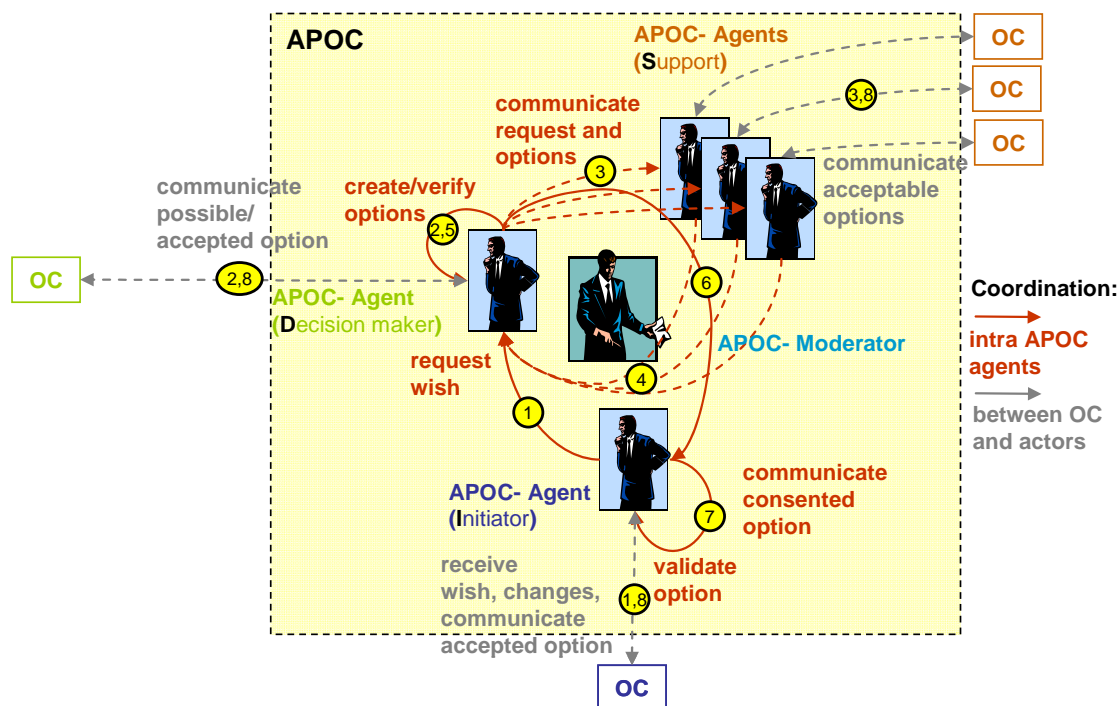 APOC
APOC- Agents
(Support)
OC
OC
OC
3,8
communicate
request and
options
3
communicate
acceptable
options
create/verify
options
2,5
communicate
possible/
accepted option
OC
2,8
APOC- Agent
(Decision maker)
6
APOC- Moderator
Coordination:
intra APOC
agents
between OC
and actors
request
wish
4
1
APOC- Agent
(Initiator)
communicate
consented
option
7
validate
option
receive
wish, changes,
communicate
accepted option
1,8
OC